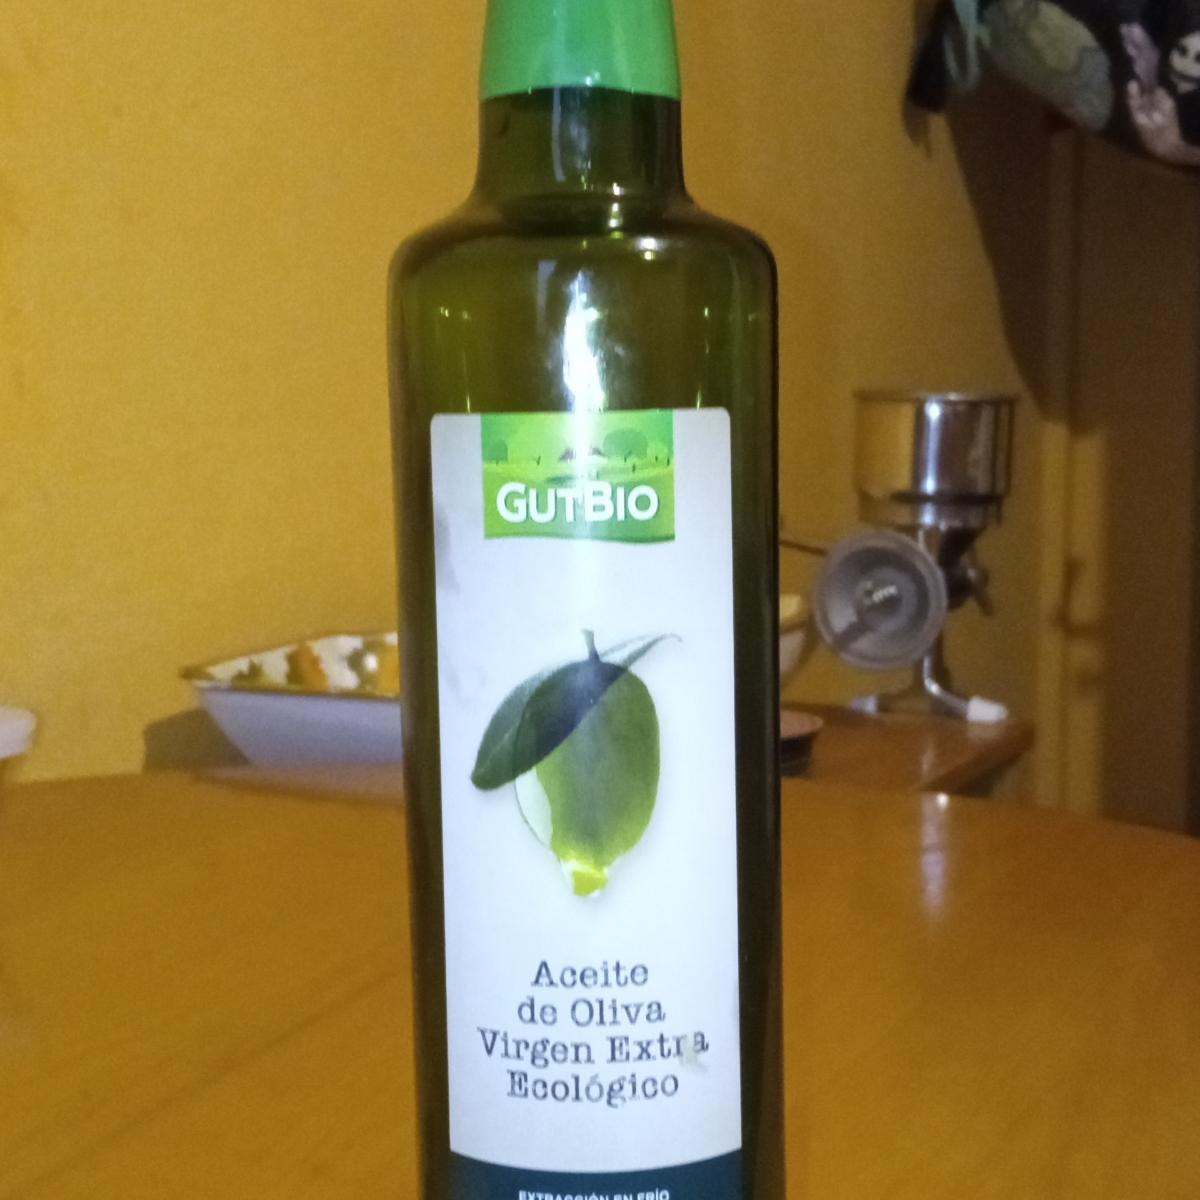 GUTBIO
Aceite
de Oliva
Virgen Extra
Ecológico
EXTRACCIÓN EN FRÍO